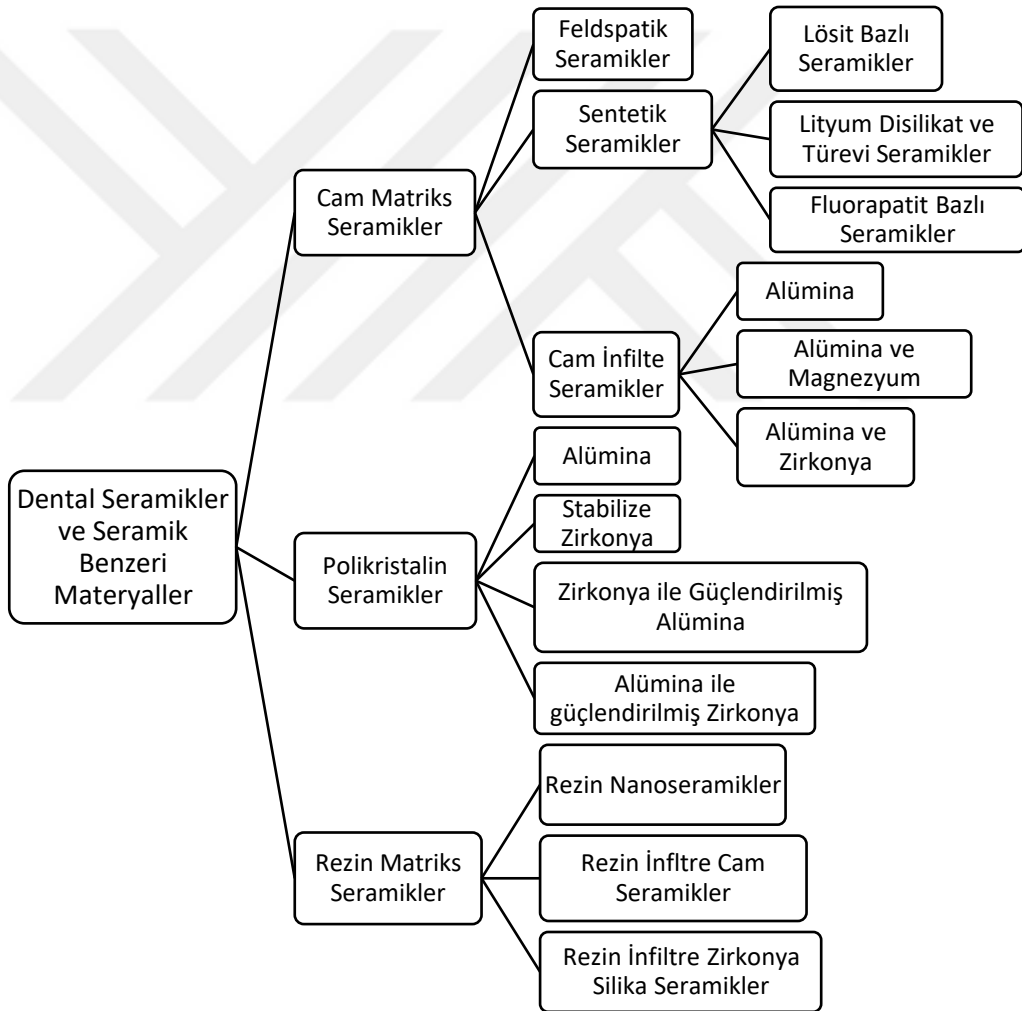 Dental Seramikler
ve Seramik
Benzeri
Materyaller
Cam Matriks
Seramikler
Feldspatik
Seramikler
Sentetik
Seramikler
Lösit Bazlı
Seramikler
Lityum Disilikat ve
Türevi Seramikler
Fluorapatit Bazlı
Seramikler
Cam İnfilte
Seramikler
Alümina
Alümina ve
Magnezyum
Alümina ve
Zirkonya
Polikristalin
Seramikler
Alümina
Stabilize
Zirkonya
Zirkonya ile Güçlendirilmiş
Alümina
Alümina ile
güçlendirilmiş Zirkonya
Rezin Matriks
Seramikler
Rezin Nanoseramikler
Rezin İnfltre Cam
Seramikler
Rezin İnfiltre Zirkonya
Silika Seramikler